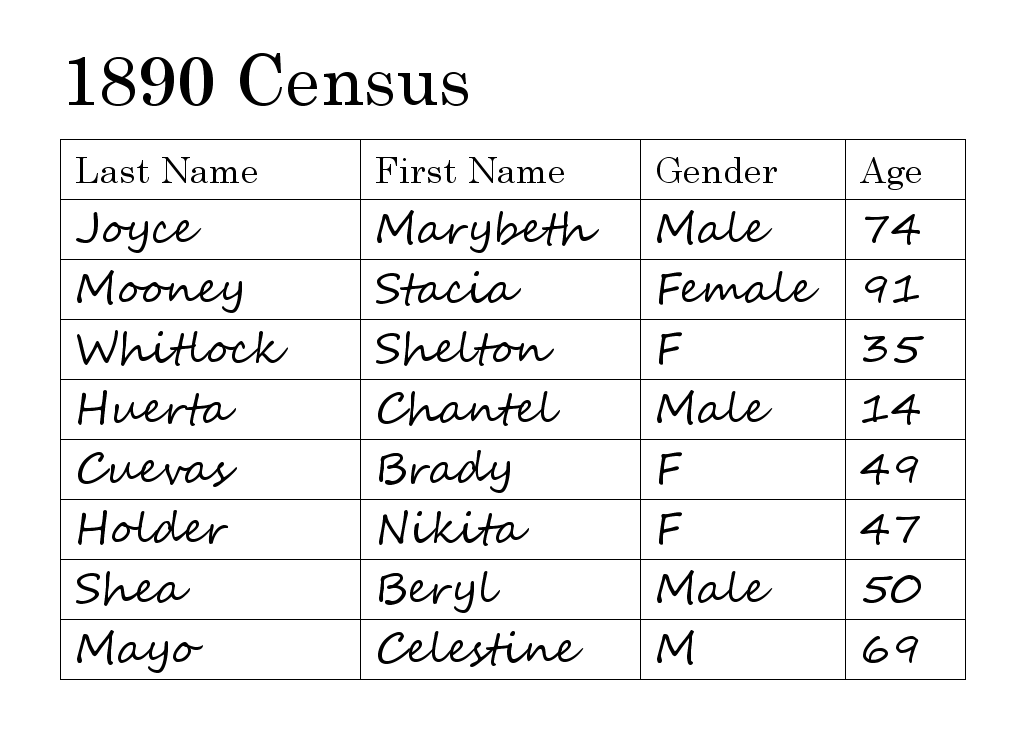 1890 Census
Last Name First Name Gender Age
Joyce Marybeth Male 74
Mooney Stacia Female 91
Whitlock Shelton F 35
Huerta Chantel Male 14
Cuevas Brady F 49
Holder Nikita F 47
Shea Beryl Male 50
Mayo Celestine M 69